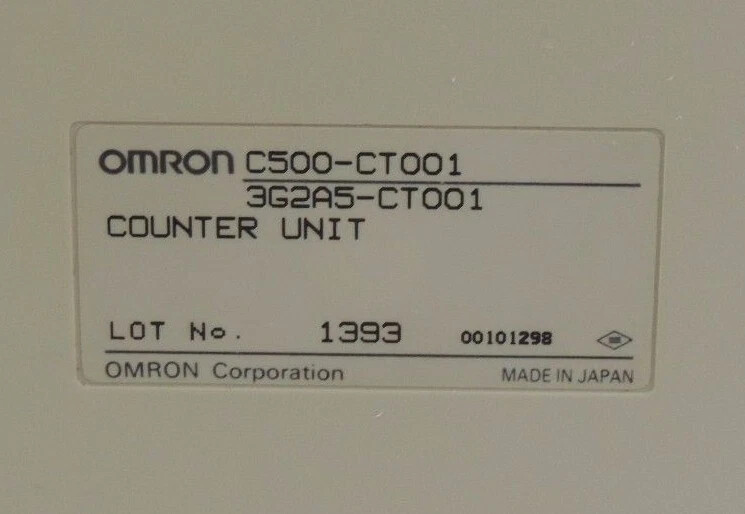 OMRON C500-CT001
3G2A5-CT001
COUNTER UNIT
LOT No. 1393 00101298
OMRON Corporation MADE IN JAPAN